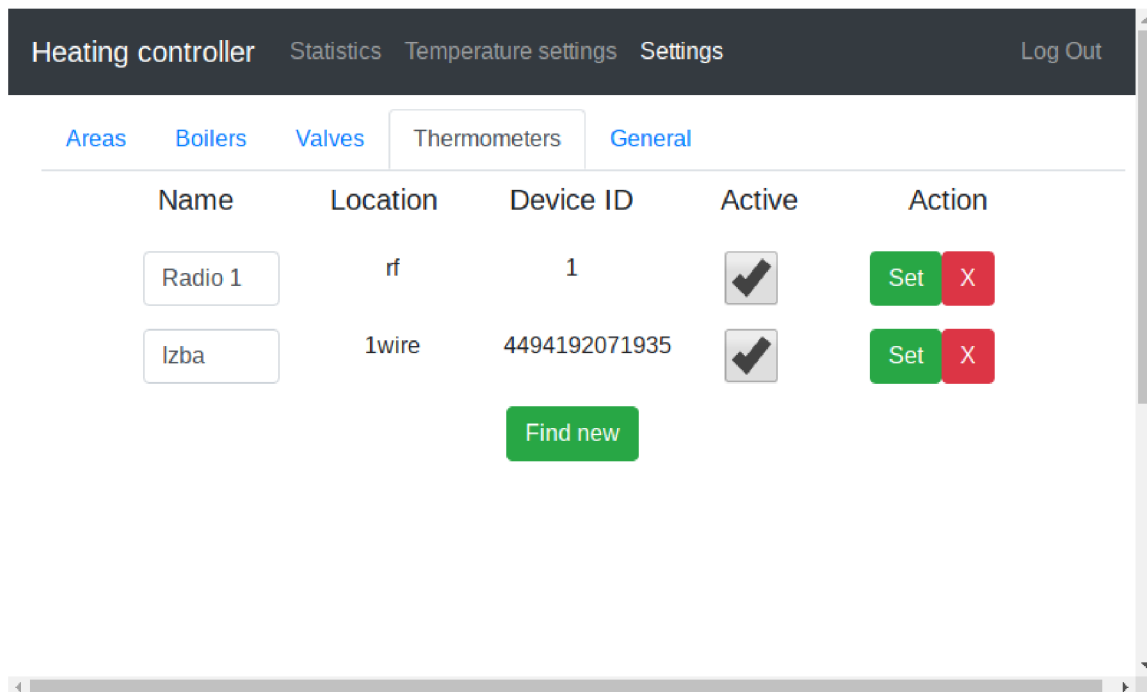 Heating controller Statistics Temperature settings Settings Log Out
Areas Boilers Valves Thermometers General
Name Location Device ID Active Action
Radio 1 rf 1 Set X
Izba 1wire 4494192071935 Set X
Find new